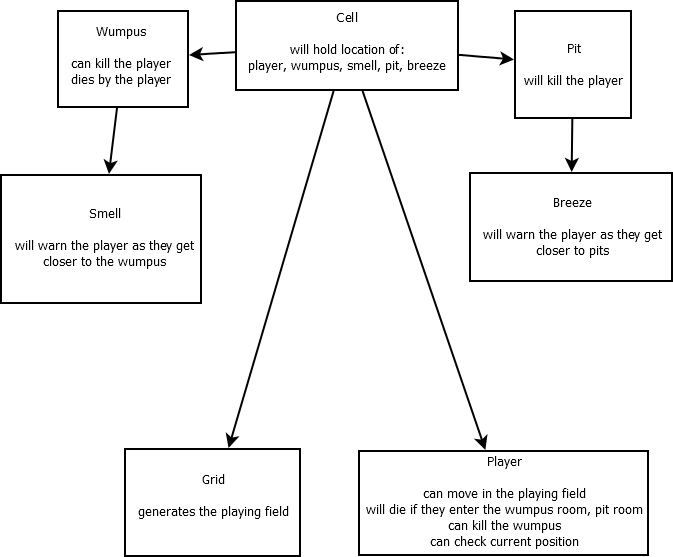 Wumpus
can kill the player
dies by the player
Cell
will hold location of:
player, wumpus, smell, pit, breeze
Pit
will kill the player
Smell
will warn the player as they get
closer to the wumpus
Breeze
will warn the player as they get
closer to pits
Grid
generates the playing field
Player
can move in the playing field
will die if they enter the wumpus room, pit room
can kill the wumpus
can check current position